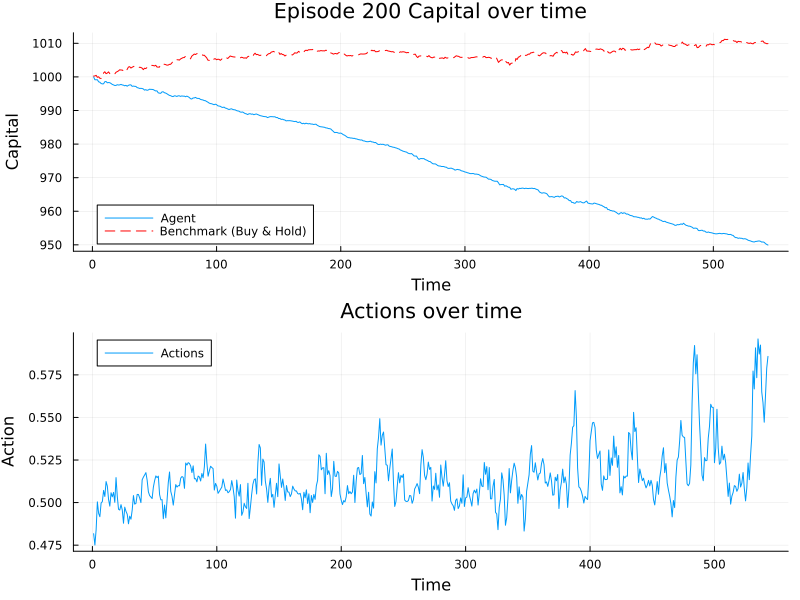 Episode 200 Capital over time
1010
1000
990
980
970
960
950
Capital
Agent
Benchmark (Buy & Hold)
0
100
200
300
400
500
Time
Actions over time
0.575
0.550
0.525
0.500
0.475
Action
Actions
0
100
200
300
400
500
Time